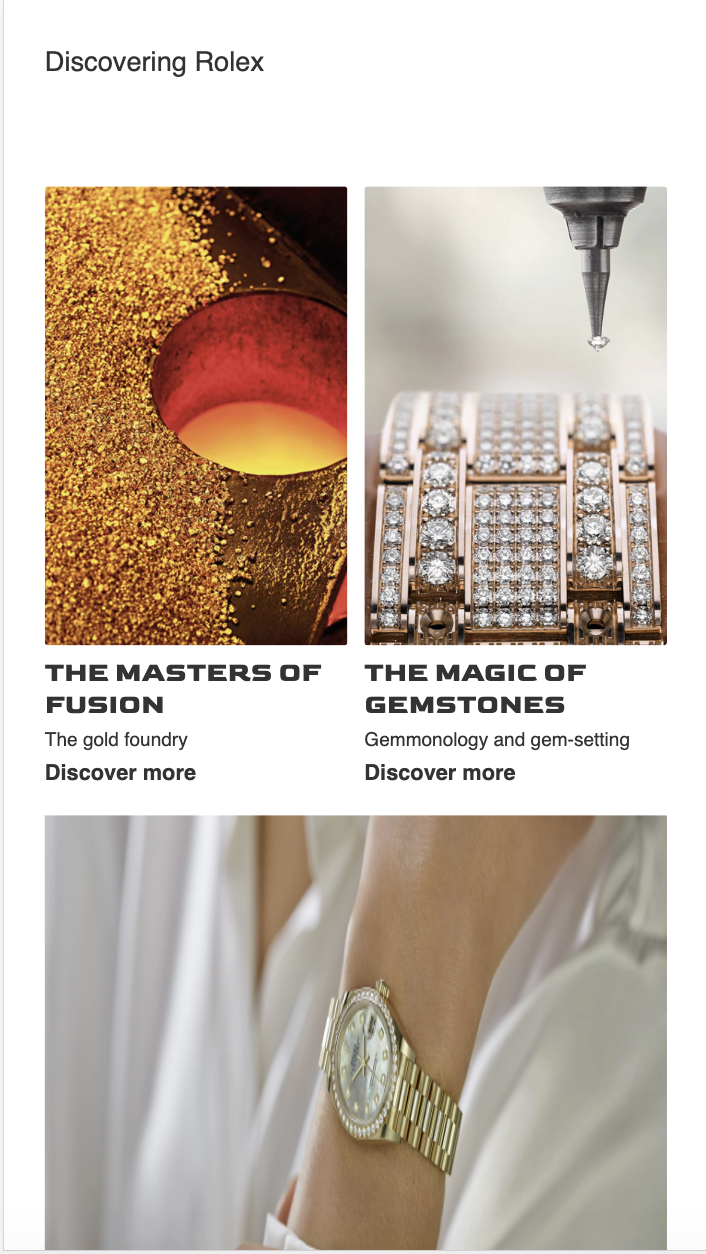 Discovering Rolex
THE MASTERS OF
FUSION
The gold foundry
Discover more
THE MAGIC OF
GEMSTONES
Gemmonology and gem-setting
Discover more